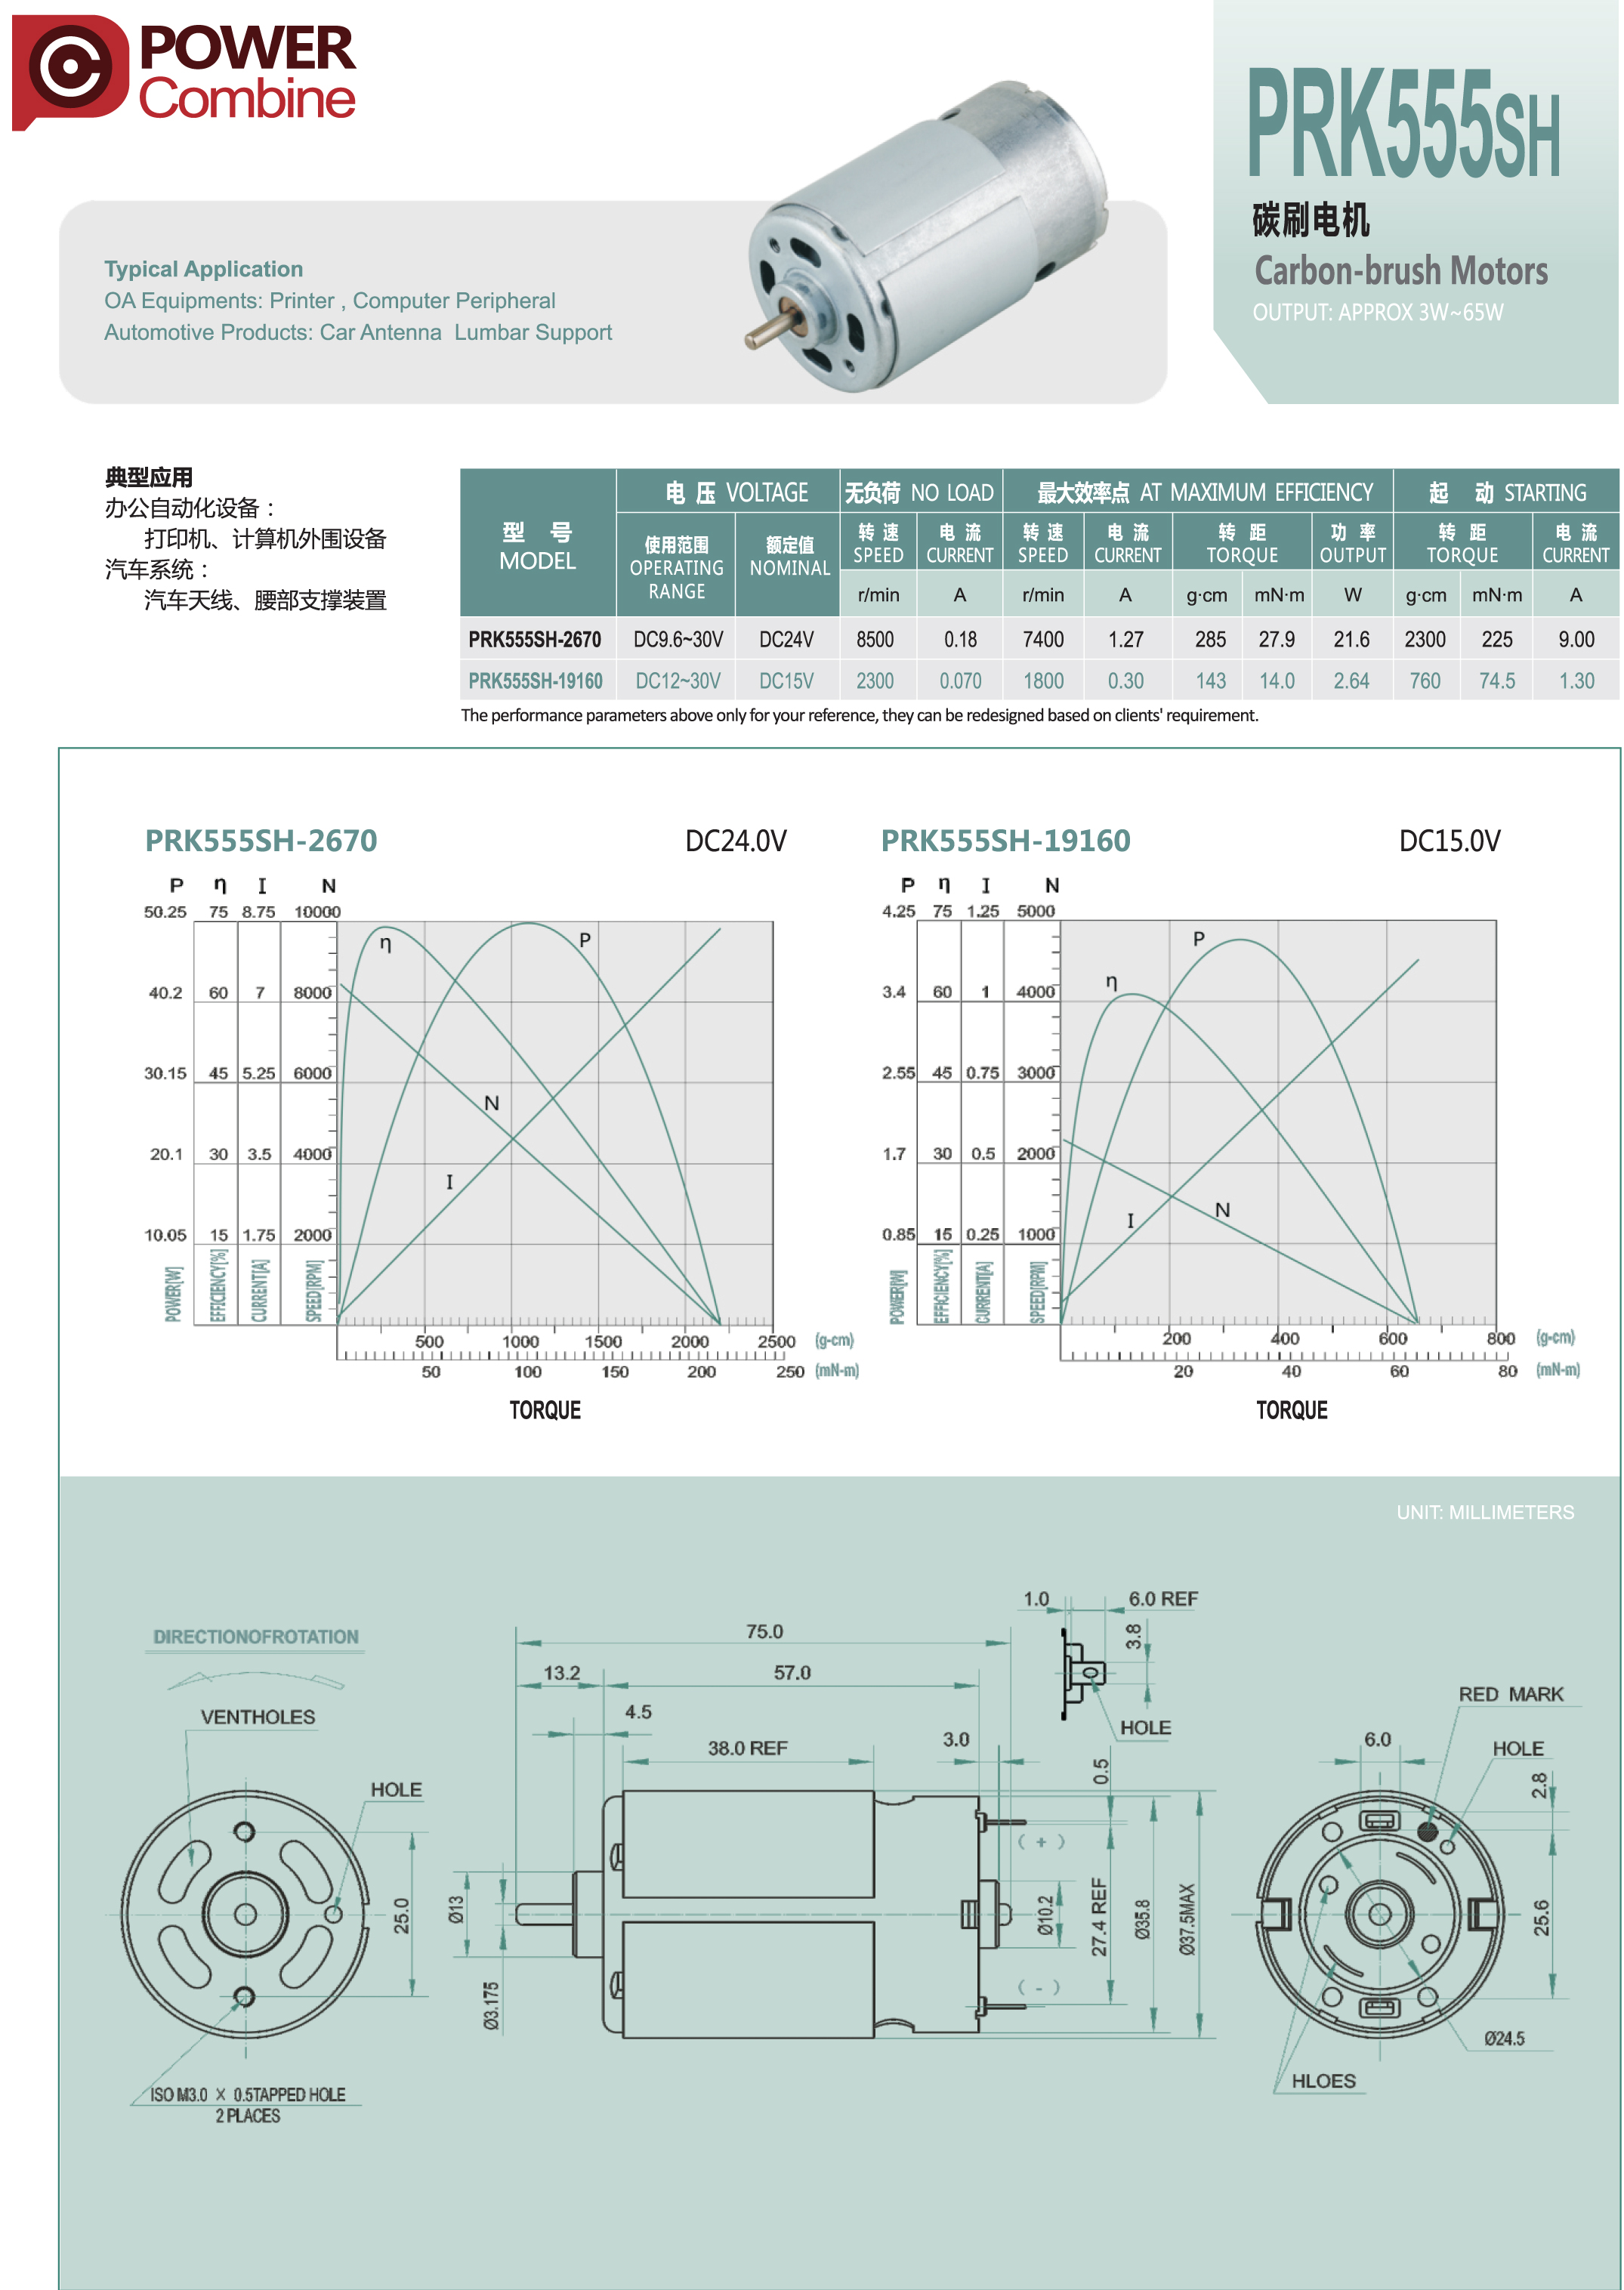 POWER
Combine
PRK555SH
碳刷电机
Carbon-brush Motors
OUTPUT: APPROX 3W~65W
Typical Application
OA Equipments: Printer , Computer Peripheral
Automotive Products: Car Antenna  Lumbar Support
典型应用
办公自动化设备：
打印机、计算机外围设备
汽车系统：
汽车天线、腰部支撑装置
型 号 MODEL
电 压 VOLTAGE 无负荷 NO LOAD 最大效率点 AT MAXIMUM EFFICIENCY 起 动 STARTING
使用范围 OPERATING RANGE 额定值 NOMINAL 转 速 SPEED 电 流 CURRENT 转 速 SPEED 电 流 CURRENT 转 距 TORQUE 功 率 OUTPUT 转 距 TORQUE 电 流 CURRENT
r/min A r/min A g·cm mN·m W g·cm mN·m A
PRK555SH-2670 DC9.6~30V DC24V 8500 0.18 7400 1.27 285 27.9 21.6 2300 225 9.00
PRK555SH-19160 DC12~30V DC15V 2300 0.070 1800 0.30 143 14.0 2.64 760 74.5 1.30
The performance parameters above only for your reference, they can be redesigned based on clients' requirement.
PRK555SH-2670 DC24.0V
P η I N
50.25 75 8.75 10000
40.2 60 7 8000
30.15 45 5.25 6000
20.1 30 3.5 4000
10.05 15 1.75 2000
POWER[W] EFFICIENCY[%] CURRENT[A] SPEED[RPM]
η
P
N
I
500 1000 1500 2000 2500 (g-cm)
50 100 150 200 250 (mN-m)
TORQUE
PRK555SH-19160 DC15.0V
P η I N
4.25 75 1.25 5000
3.4 60 1 4000
2.55 45 0.75 3000
1.7 30 0.5 2000
0.85 15 0.25 1000
POWER[W] EFFICIENCY[%] CURRENT[A] SPEED[RPM]
P
η
N
I
200 400 600 800 (g-cm)
20 40 60 80 (mN-m)
TORQUE
UNIT: MILLIMETERS
DIRECTIONOFROTATION
VENTHOLES
HOLE
25.0
ISO M3.0 X 0.5TAPPED HOLE
2 PLACES
75.0
13.2
57.0
4.5
38.0 REF
3.0
Ø13
Ø3.175
1.0
6.0 REF
3.8
HOLE
0.5
( + )
( - )
Ø10.2
27.4 REF
Ø35.8
Ø37.5MAX
RED MARK
6.0
HOLE
2.8
25.6
Ø24.5
HLOES